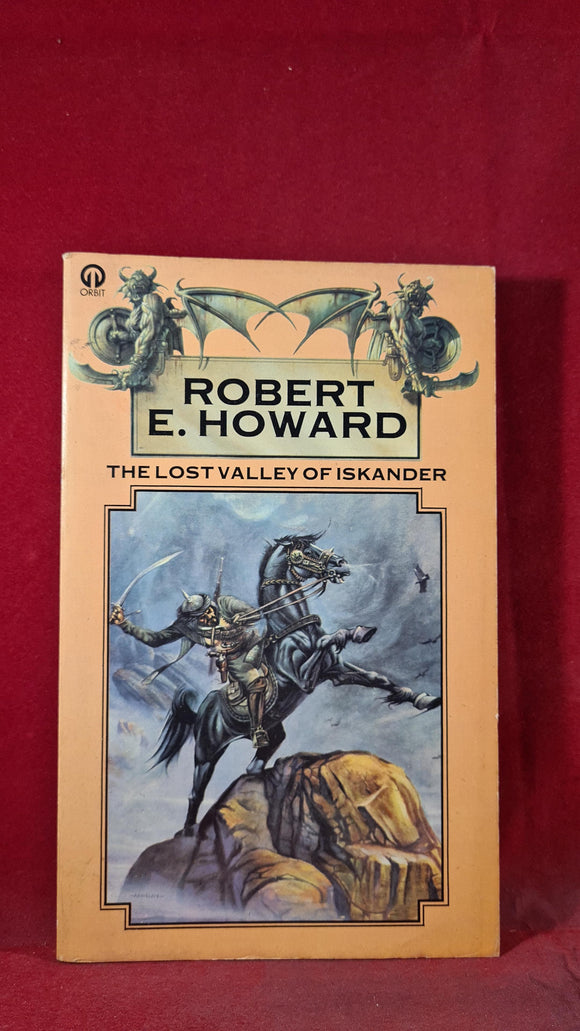 ORBIT
ROBERT
E. HOWARD
THE LOST VALLEY OF ISKANDER